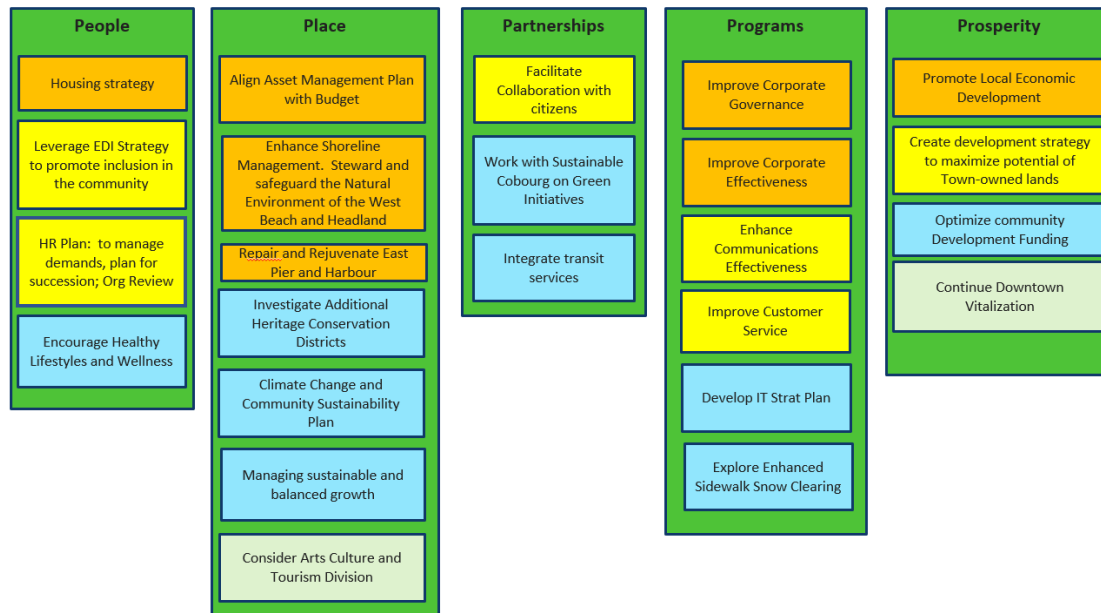 People
Housing strategy
Leverage EDI Strategy
to promote inclusion in
the community
HR Plan:  to manage
demands, plan for
succession; Org Review
Encourage Healthy
Lifestyles and Wellness
Place
Align Asset Management Plan
with Budget
Enhance Shoreline
Management.  Steward and
safeguard the Natural
Environment of the West
Beach and Headland
Repair and Rejuvenate East
Pier and Harbour
Investigate Additional
Heritage Conservation
Districts
Climate Change and
Community Sustainability
Plan
Managing sustainable and
balanced growth
Consider Arts Culture and
Tourism Division
Partnerships
Facilitate
Collaboration with
citizens
Work with Sustainable
Cobourg on Green
Initiatives
Integrate transit
services
Programs
Improve Corporate
Governance
Improve Corporate
Effectiveness
Enhance
Communications
Effectiveness
Improve Customer
Service
Develop IT Strat Plan
Explore Enhanced
Sidewalk Snow Clearing
Prosperity
Promote Local Economic
Development
Create development strategy
to maximize potential of
Town-owned lands
Optimize community
Development Funding
Continue Downtown
Vitalization